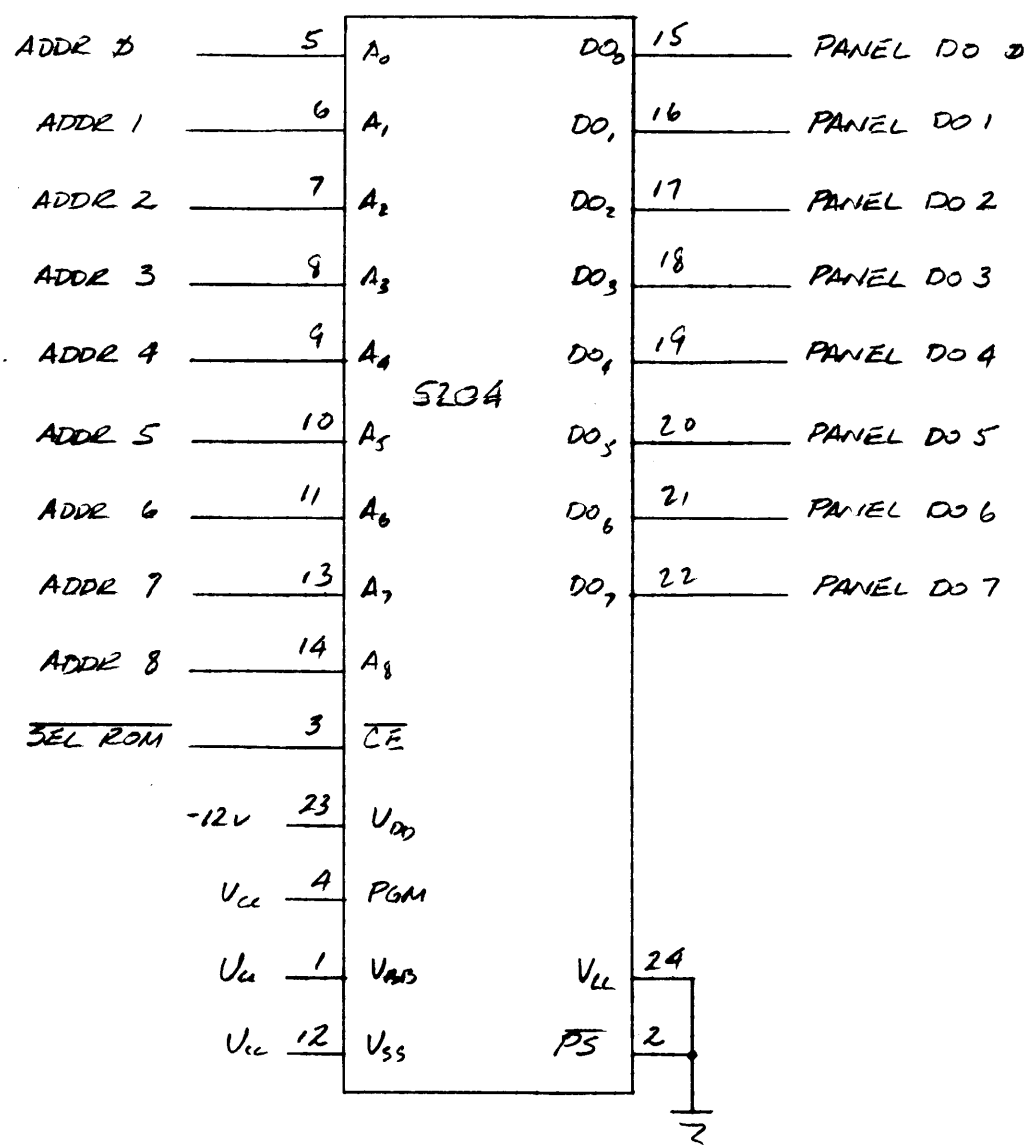 ADDR 0 5 A0 DO0 15 PANEL DO 0
ADDR 1 6 A1 DO1 16 PANEL DO 1
ADDR 2 7 A2 DO2 17 PANEL DO 2
ADDR 3 8 A3 DO3 18 PANEL DO 3
ADDR 4 9 A4 DO4 19 PANEL DO 4
5204
ADDR 5 10 A5 DO5 20 PANEL DO 5
ADDR 6 11 A6 DO6 21 PANEL DO 6
ADDR 7 13 A7 DO7 22 PANEL DO 7
ADDR 8 14 A8
SEL ROM 3 CE
-12V 23 VDD
Vcc 4 PGM
Vcc 1 VBB VLL 24
Vcc 12 VSS PS 2